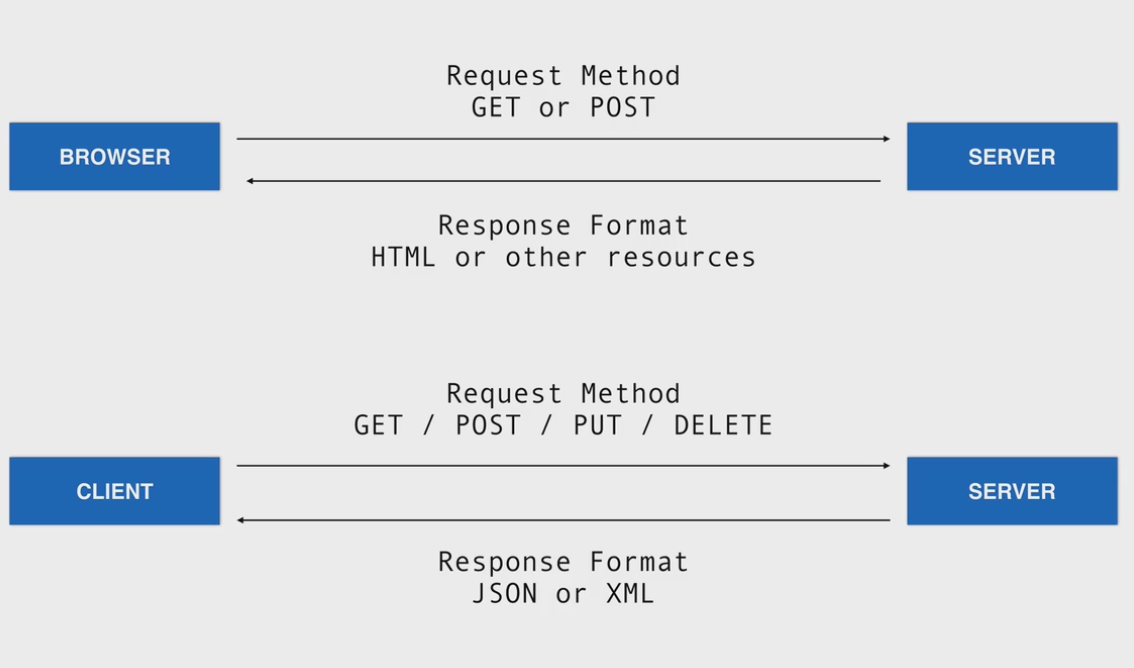 Request Method
GET or POST
BROWSER
SERVER
Response Format
HTML or other resources
Request Method
GET / POST / PUT / DELETE
CLIENT
SERVER
Response Format
JSON or XML